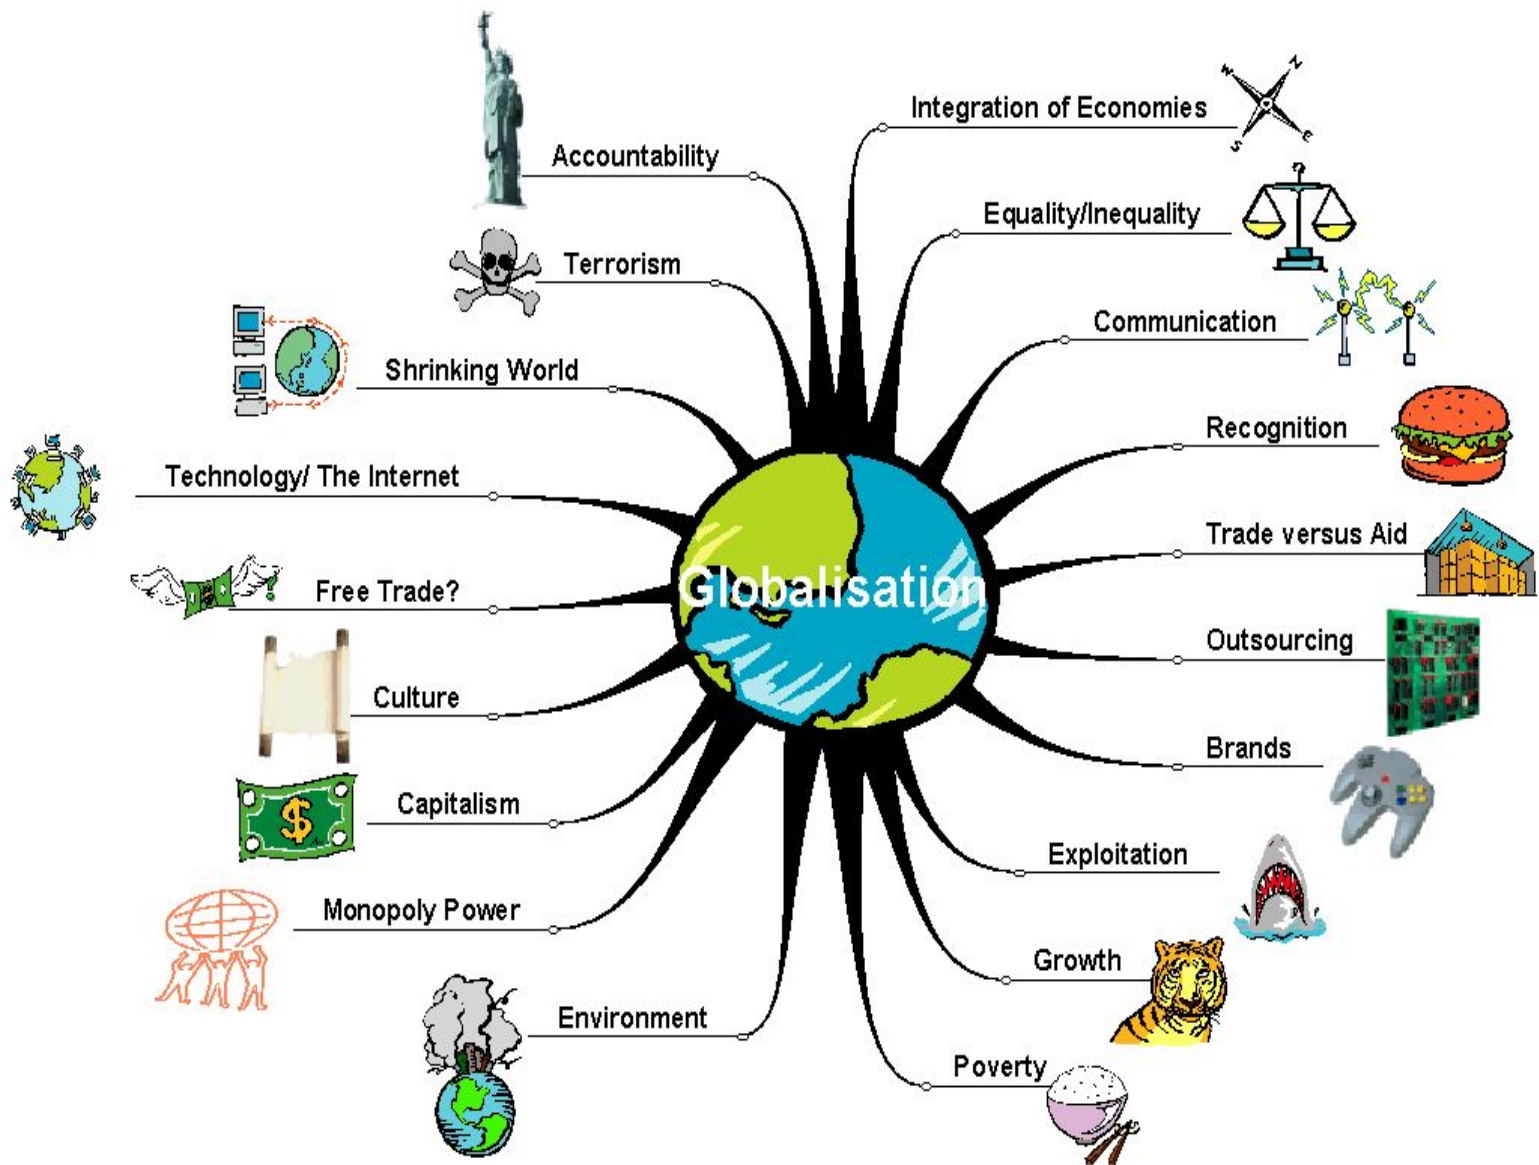 Globalisation
Integration of Economies
Equality/Inequality
Communication
Recognition
Trade versus Aid
Outsourcing
Brands
Exploitation
Growth
Poverty
Environment
Monopoly Power
Capitalism
Culture
Free Trade?
Technology/ The Internet
Shrinking World
Terrorism
Accountability
N
W
E
S
$
?